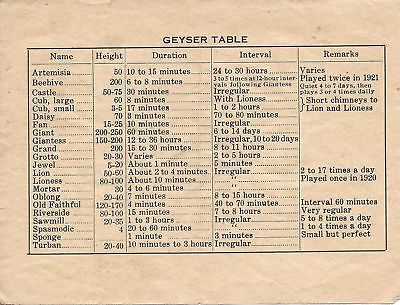 GEYSER TABLE
Name Height Duration Interval Remarks
Artemisia 50 10 to 15 minutes 24 to 30 hours Varies
Beehive 200 6 to 8 minutes 3 to 5 times at 12-hour inter- Played twice in 1921
vals following Giantess Quiet 4 to 7 days, then
Castle 50-75 30 minutes Irregular plays 3 or 4 times daily
Cub, large 60 8 minutes With Lioness Short chimneys to
Cub, small 3-5 17 minutes 2 hours Lion and Lioness
Daisy 70 3 minutes 70 to 80 minutes
Fan 15-25 10 minutes Irregular
Giant 200-250 60 minutes 6 to 14 days
Giantess 150-200 12 to 36 hours Irregular, 10 to 20 days
Grand 200 15 to 30 minutes 8 to 11 hours
Grotto 20-30 Varies 2 to 5 hours
Jewel 5-20 About 1 minute 5 minutes
Lion 50-60 About 2 to 4 minutes Irregular 2 to 17 times a day
Lioness 80-100 10 minutes " Played once in 1920
Mortar 30 4 to 6 minutes "
Oblong 20-40 7 minutes 8 to 15 hours
Old Faithful 120-170 4 minutes 40 to 70 minutes Interval 60 minutes
Riverside 80-100 15 minutes 7 to 8 hours Very regular
Sawmill 20-35 1 to 3 hours Irregular 5 to 8 times a day
Spasmodic 4 20 to 60 minutes " 1 to 4 times a day
Sponge 1 minute 3 minutes Small but perfect
Turban 20-40 10 minutes to 3 hours Irregular